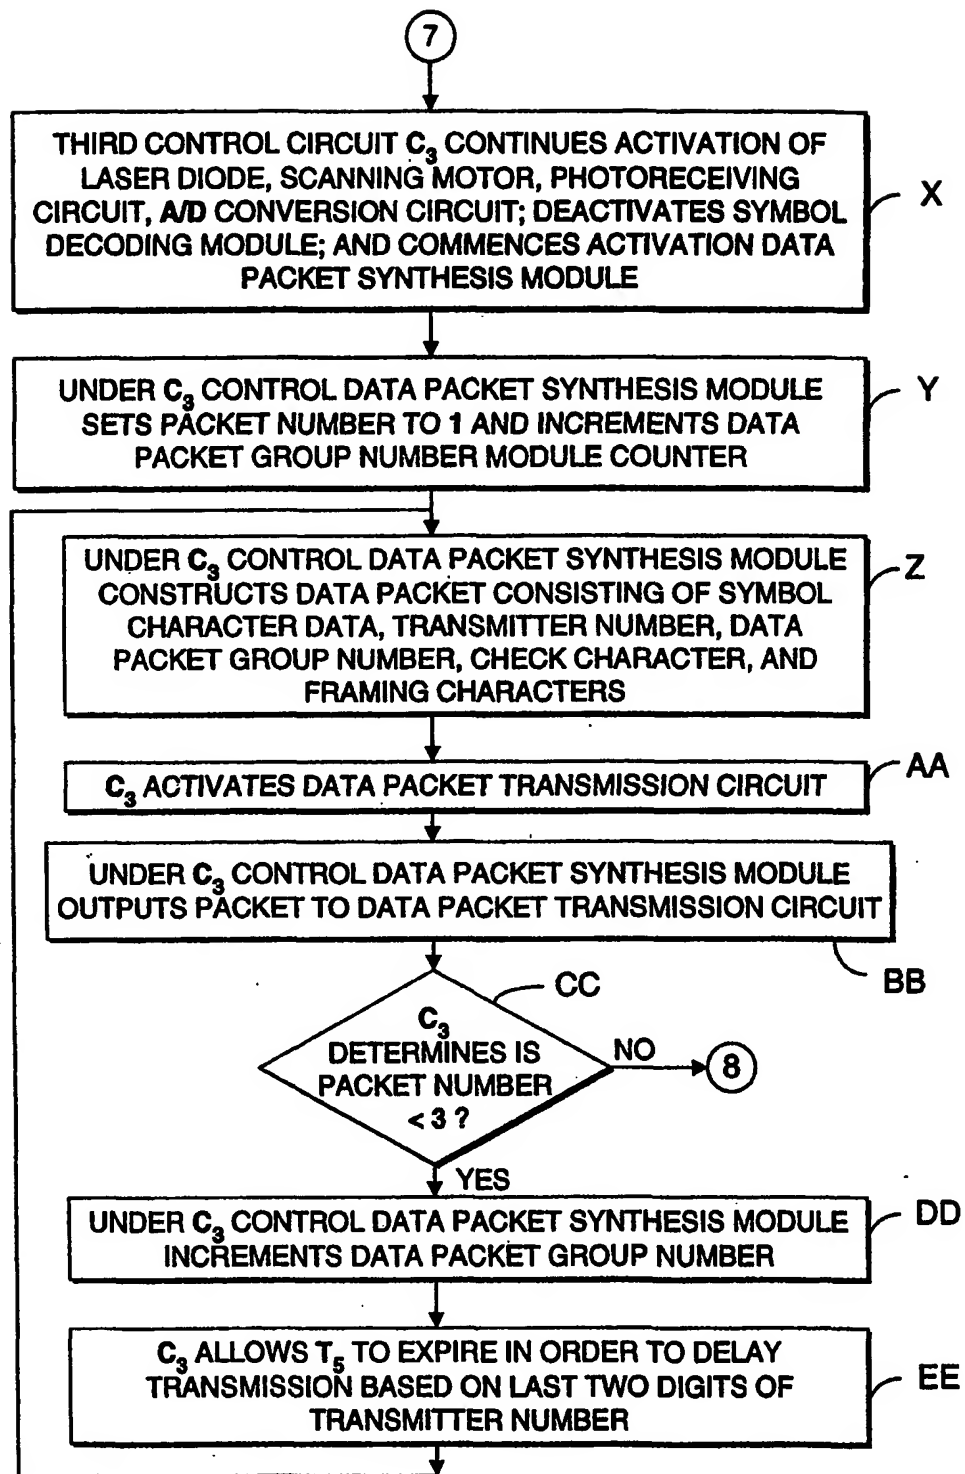 7
THIRD CONTROL CIRCUIT C3 CONTINUES ACTIVATION OF
LASER DIODE, SCANNING MOTOR, PHOTORECEIVING
CIRCUIT, A/D CONVERSION CIRCUIT; DEACTIVATES SYMBOL
DECODING MODULE; AND COMMENCES ACTIVATION DATA
PACKET SYNTHESIS MODULE
X
UNDER C3 CONTROL DATA PACKET SYNTHESIS MODULE
SETS PACKET NUMBER TO 1 AND INCREMENTS DATA
PACKET GROUP NUMBER MODULE COUNTER
Y
UNDER C3 CONTROL DATA PACKET SYNTHESIS MODULE
CONSTRUCTS DATA PACKET CONSISTING OF SYMBOL
CHARACTER DATA, TRANSMITTER NUMBER, DATA
PACKET GROUP NUMBER, CHECK CHARACTER, AND
FRAMING CHARACTERS
Z
C3 ACTIVATES DATA PACKET TRANSMISSION CIRCUIT
AA
UNDER C3 CONTROL DATA PACKET SYNTHESIS MODULE
OUTPUTS PACKET TO DATA PACKET TRANSMISSION CIRCUIT
BB
CC
C3
DETERMINES IS
PACKET NUMBER
< 3 ?
NO
8
YES
UNDER C3 CONTROL DATA PACKET SYNTHESIS MODULE
INCREMENTS DATA PACKET GROUP NUMBER
DD
C3 ALLOWS T5 TO EXPIRE IN ORDER TO DELAY
TRANSMISSION BASED ON LAST TWO DIGITS OF
TRANSMITTER NUMBER
EE